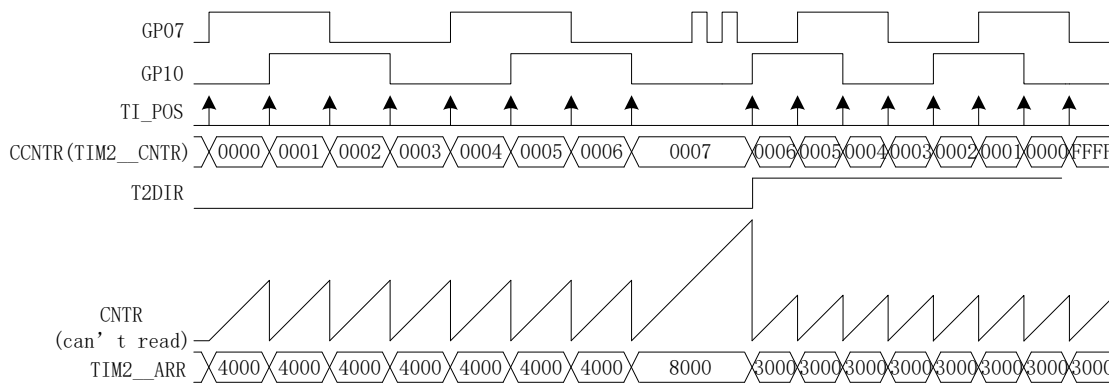 GP07
GP10
TI_POS
CCNTR(TIM2__CNTR) 0000 0001 0002 0003 0004 0005 0006 0007 0006 0005 0004 0003 0002 0001 0000 FFFF
T2DIR
CNTR
(can't read)
TIM2__ARR 4000 4000 4000 4000 4000 4000 4000 8000 3000 3000 3000 3000 3000 3000 3000 3000